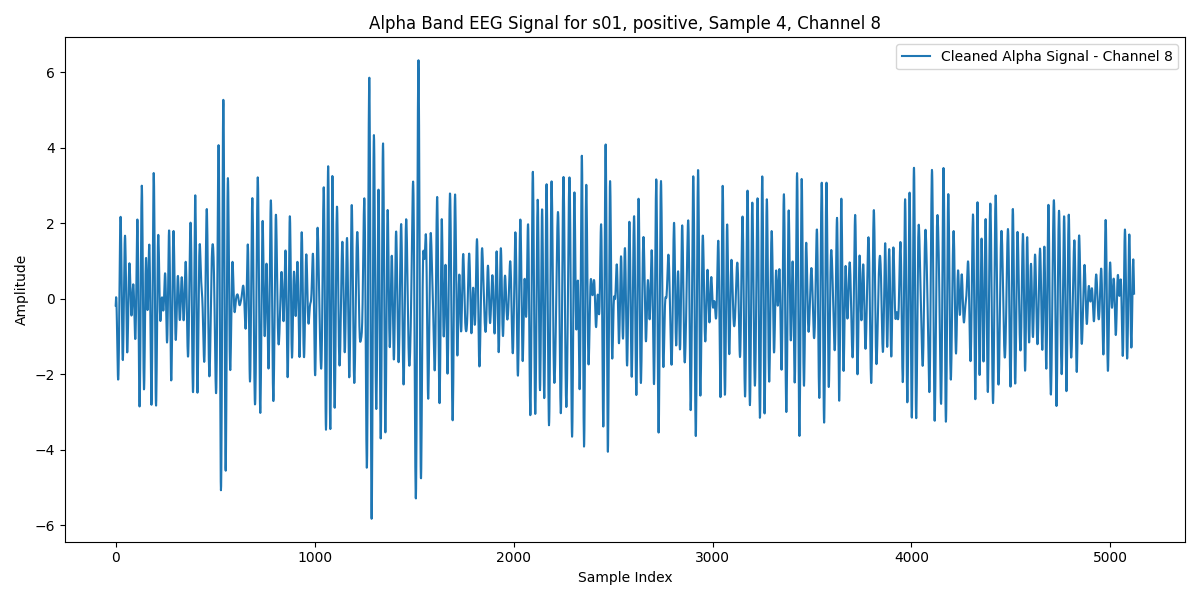 Alpha Band EEG Signal for s01, positive, Sample 4, Channel 8
Cleaned Alpha Signal - Channel 8
Amplitude
6
4
2
0
−2
−4
−6
0 1000 2000 3000 4000 5000
Sample Index